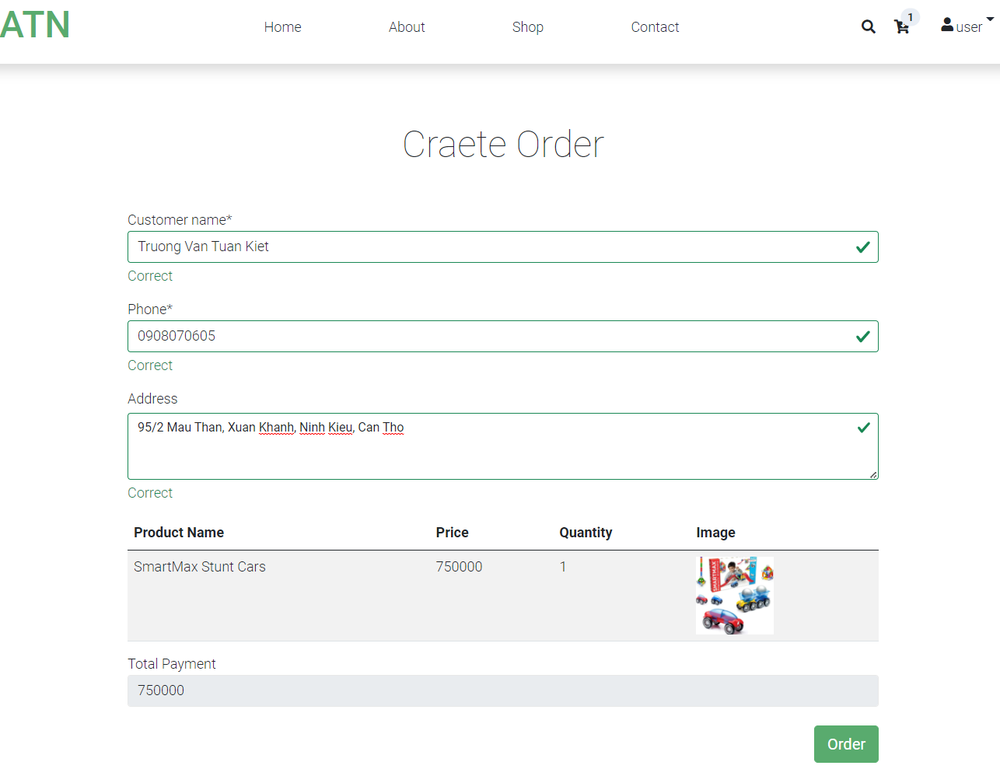 ATN
Home About Shop Contact 1 user
Craete Order
Customer name*
Truong Van Tuan Kiet
Correct
Phone*
0908070605
Correct
Address
95/2 Mau Than, Xuan Khanh, Ninh Kieu, Can Tho
Correct
Product Name Price Quantity Image
SmartMax Stunt Cars 750000 1
SMARTMAX
Total Payment
750000
Order